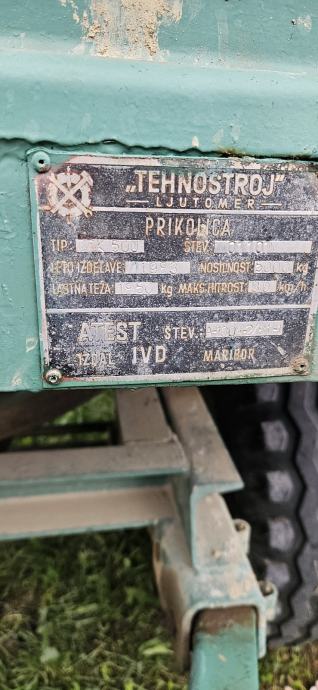 „TEHNOSTROJ"
LJUTOMER
PRIKOLICA
TIP. 500 ŠTEV.
LETO IZDELAVE: NOSILNOST: kg
LASTNA TEŽA: kg MAKS.HITROST: km/h
ATEST ŠTEV.:
IZDAL IVD MARIBOR